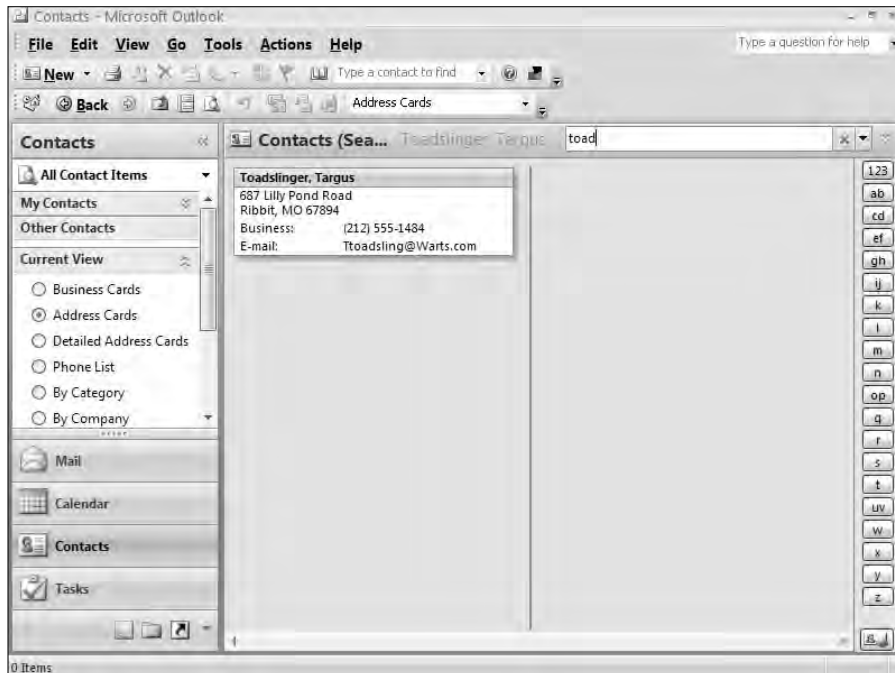 Contacts - Microsoft Outlook
File Edit View Go Tools Actions Help
Type a question for help
New
Type a contact to find
Back
Address Cards
Contacts
Contacts (Sea...
Toadslinger, Targus
toad
All Contact Items
My Contacts
Other Contacts
Current View
Business Cards
Address Cards
Detailed Address Cards
Phone List
By Category
By Company
Mail
Calendar
Contacts
Tasks
Toadslinger, Targus
687 Lilly Pond Road
Ribbit, MO 67894
Business: (212) 555-1484
E-mail: Ttoadsling@Warts.com
123
ab
cd
ef
gh
ij
k
l
m
n
op
q
r
s
t
uv
w
x
y
z
0 Items